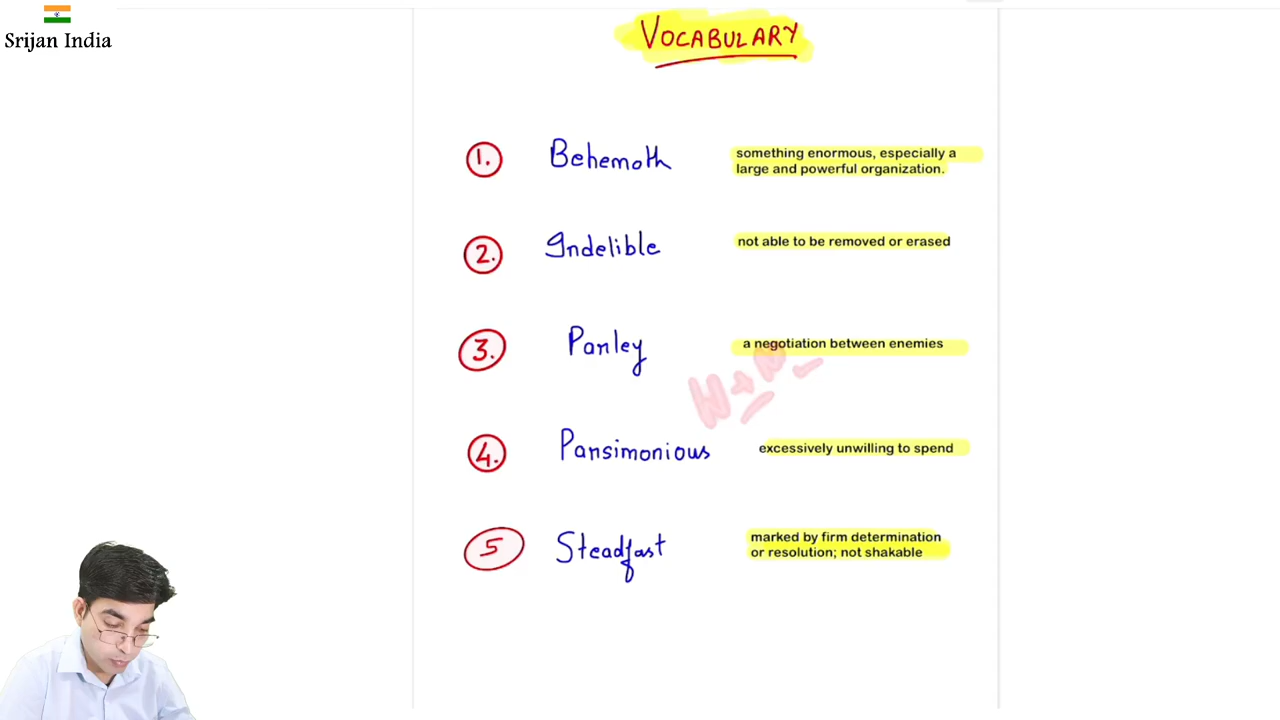 Srijan India
VOCABULARY
1. Behemoth something enormous, especially a
large and powerful organization.
2. Indelible not able to be removed or erased
3. Parley a negotiation between enemies
4. Parsimonious excessively unwilling to spend
5 Steadfast marked by firm determination
or resolution; not shakable